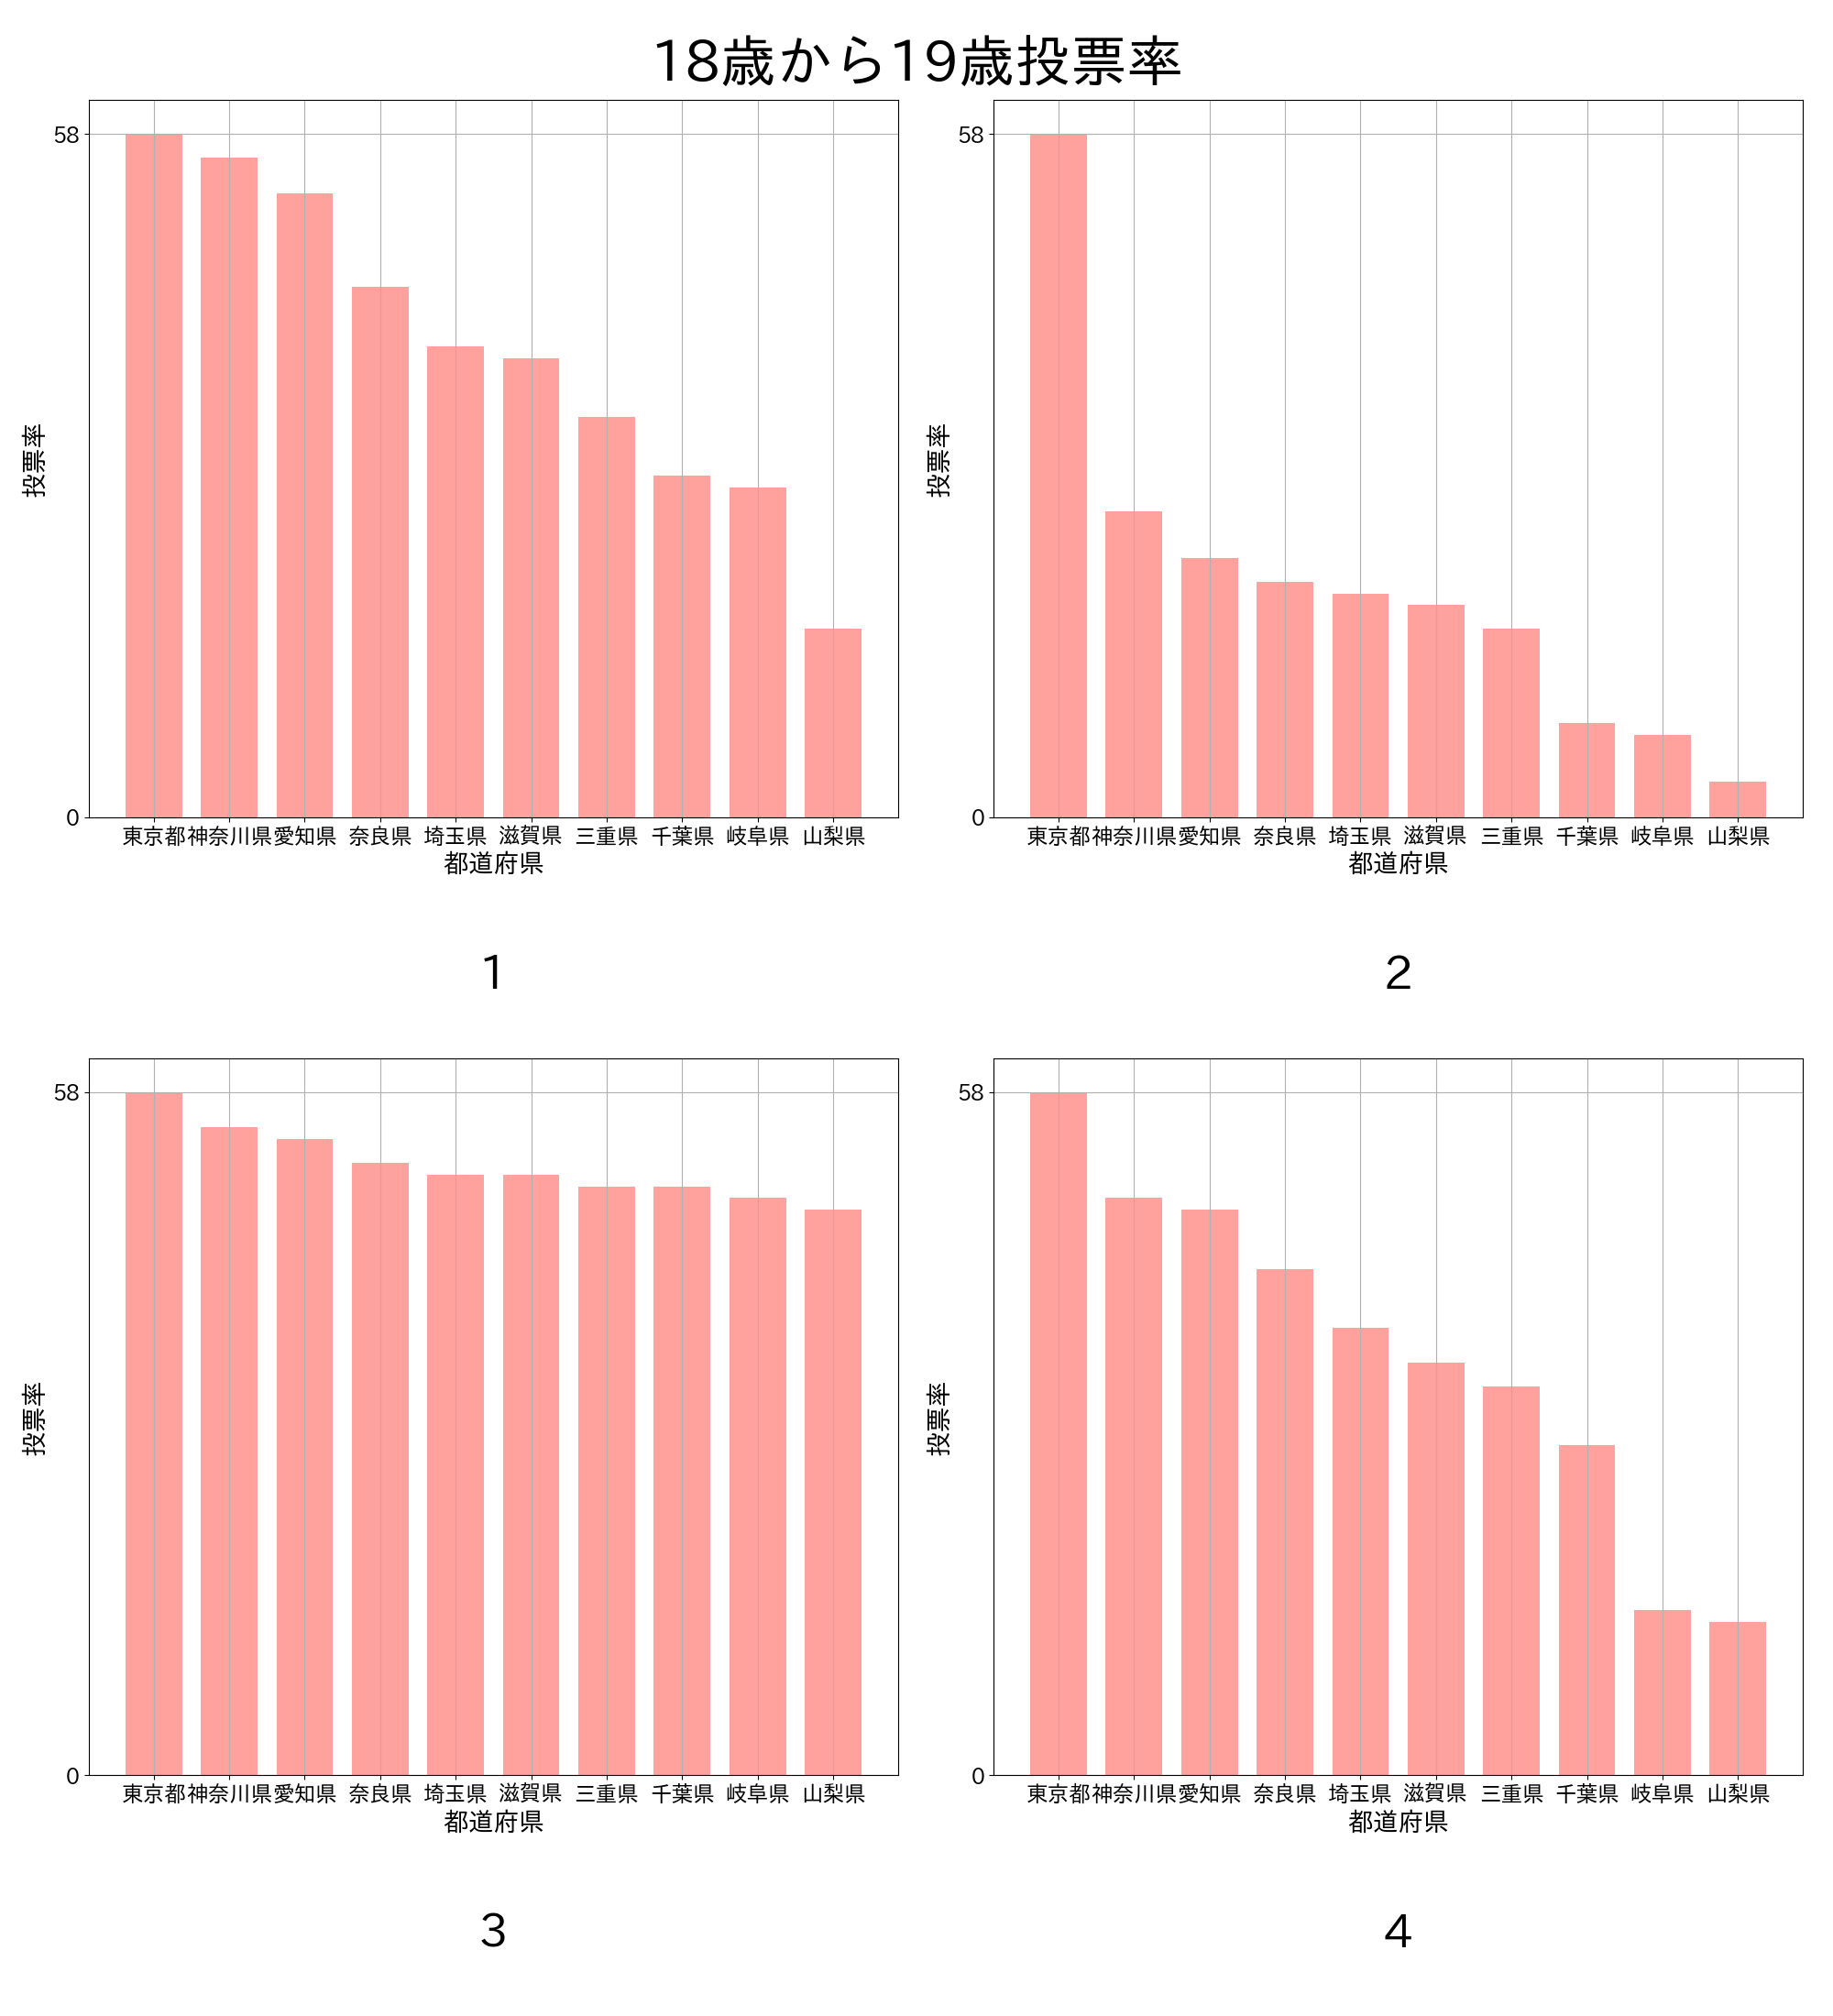 18歳から19歳投票率
58
0
投票率
東京都 神奈川県 愛知県 奈良県 埼玉県 滋賀県 三重県 千葉県 岐阜県 山梨県
都道府県
1
58
0
投票率
東京都 神奈川県 愛知県 奈良県 埼玉県 滋賀県 三重県 千葉県 岐阜県 山梨県
都道府県
2
58
0
投票率
東京都 神奈川県 愛知県 奈良県 埼玉県 滋賀県 三重県 千葉県 岐阜県 山梨県
都道府県
3
58
0
投票率
東京都 神奈川県 愛知県 奈良県 埼玉県 滋賀県 三重県 千葉県 岐阜県 山梨県
都道府県
4